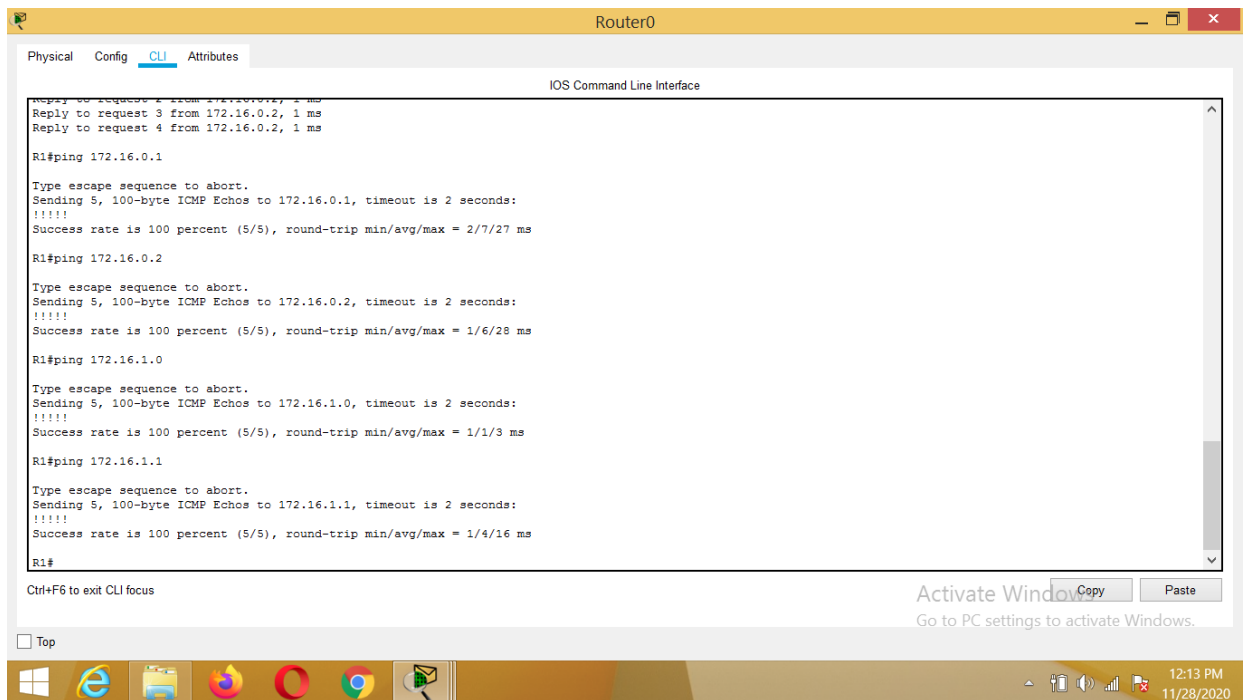 Router0
Physical Config CLI Attributes
IOS Command Line Interface
Reply to request 2 from 172.16.0.2, 1 ms
Reply to request 3 from 172.16.0.2, 1 ms
Reply to request 4 from 172.16.0.2, 1 ms
R1#ping 172.16.0.1
Type escape sequence to abort.
Sending 5, 100-byte ICMP Echos to 172.16.0.1, timeout is 2 seconds:
!!!!!
Success rate is 100 percent (5/5), round-trip min/avg/max = 2/7/27 ms
R1#ping 172.16.0.2
Type escape sequence to abort.
Sending 5, 100-byte ICMP Echos to 172.16.0.2, timeout is 2 seconds:
!!!!!
Success rate is 100 percent (5/5), round-trip min/avg/max = 1/6/28 ms
R1#ping 172.16.1.0
Type escape sequence to abort.
Sending 5, 100-byte ICMP Echos to 172.16.1.0, timeout is 2 seconds:
!!!!!
Success rate is 100 percent (5/5), round-trip min/avg/max = 1/1/3 ms
R1#ping 172.16.1.1
Type escape sequence to abort.
Sending 5, 100-byte ICMP Echos to 172.16.1.1, timeout is 2 seconds:
!!!!!
Success rate is 100 percent (5/5), round-trip min/avg/max = 1/4/16 ms
R1#
Ctrl+F6 to exit CLI focus
Copy Paste
Activate Windows
Go to PC settings to activate Windows.
Top
12:13 PM
11/28/2020